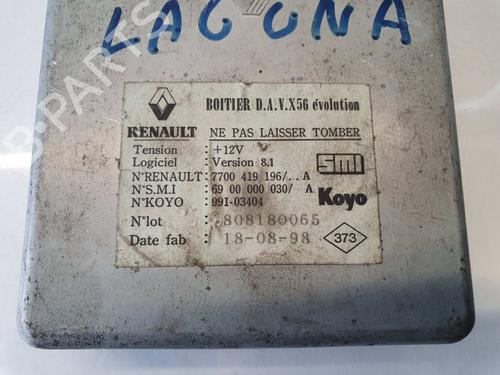 LAGUNA
BOITIER D.A.V.X56 évolution
RENAULT NE PAS LAISSER TOMBER
Tension : +12V
Logiciel : Version 8.1
N°RENAULT : 7700 419 196/..A
N°S.M.I : 69 00 000 030/ A
N°KOYO : 991-03404
smi
Koyo
N°lot : 808180065
Date fab : 18-08-98
373
B-PARTS